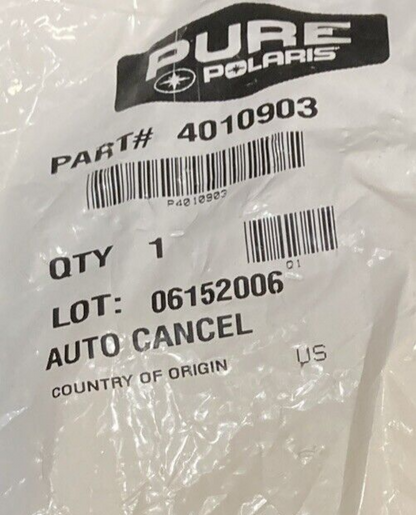 PURE
POLARIS
PART# 4010903
P4010903
QTY 1
01
LOT: 06152006
AUTO CANCEL
COUNTRY OF ORIGIN US